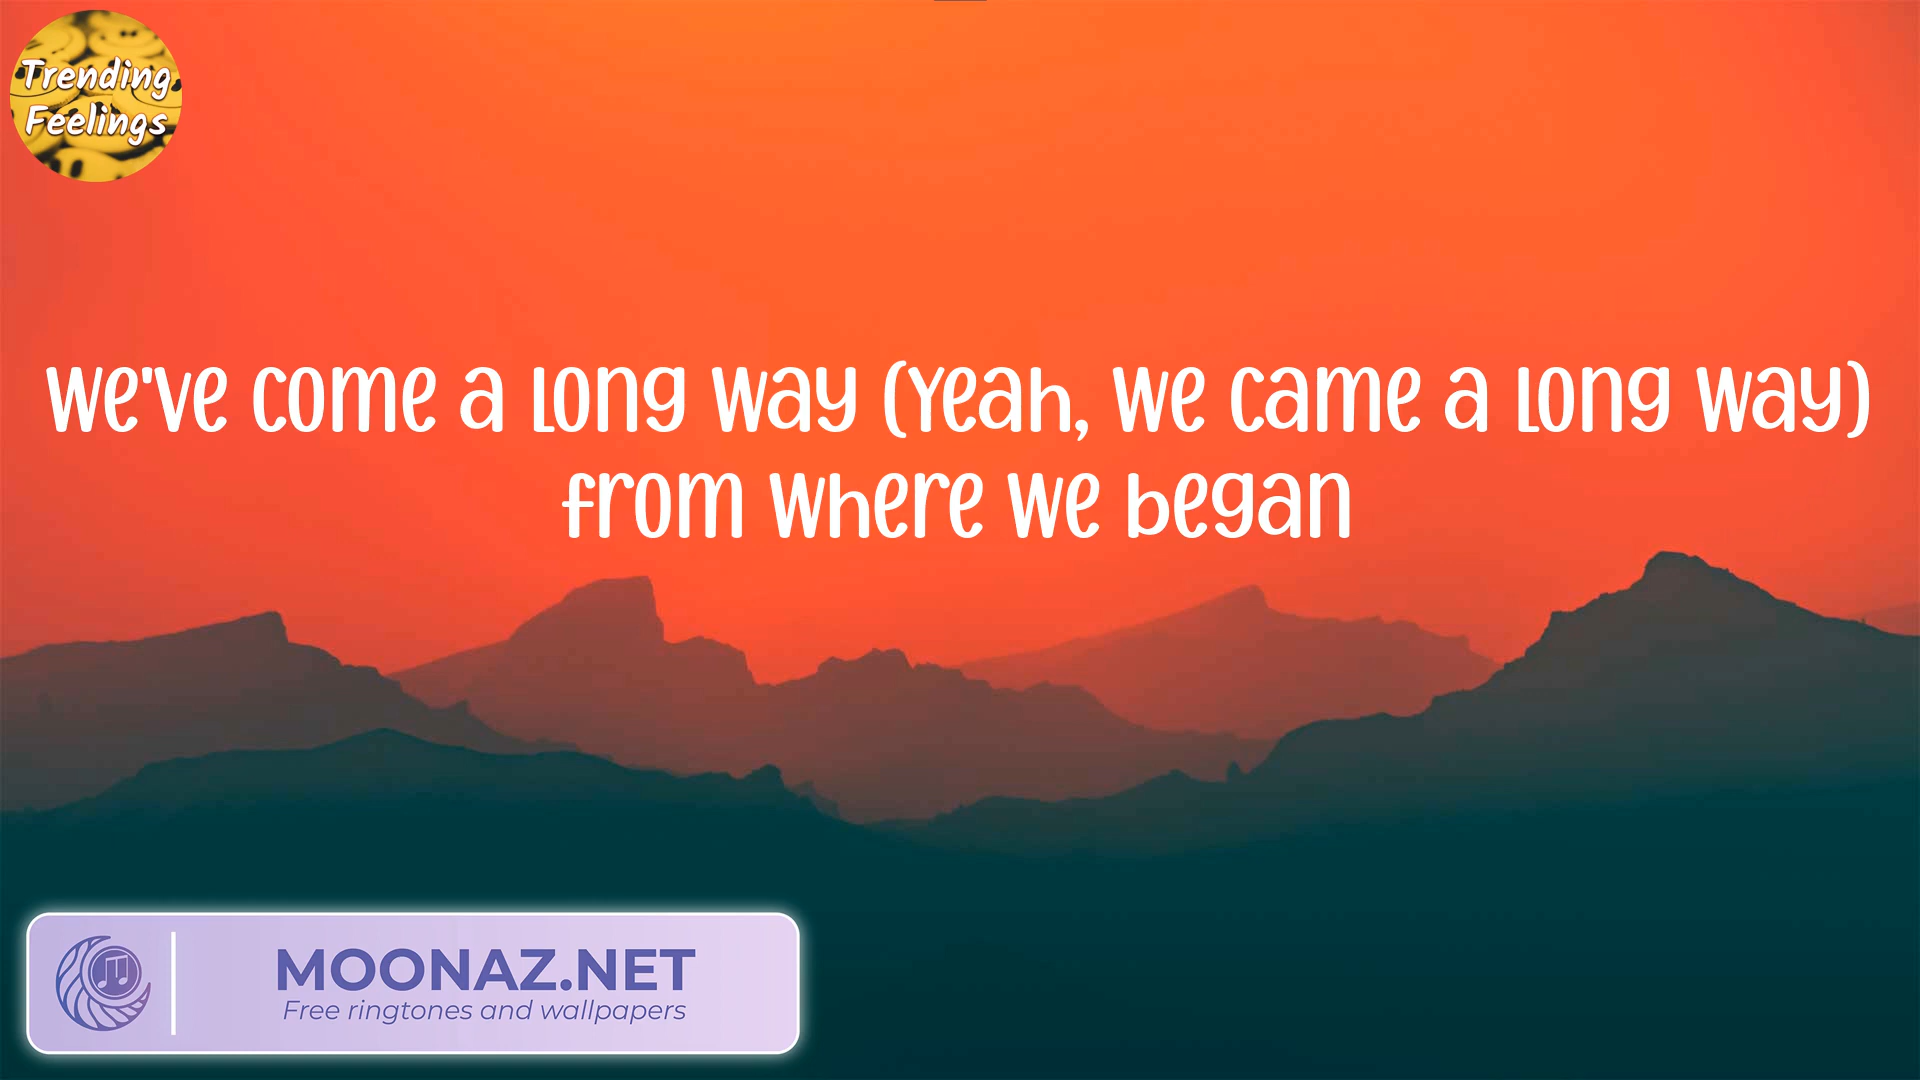 Trending
Feelings
We've come a long way (Yeah, we came a long way)
from where we began
MOONAZ.NET
Free ringtones and wallpapers